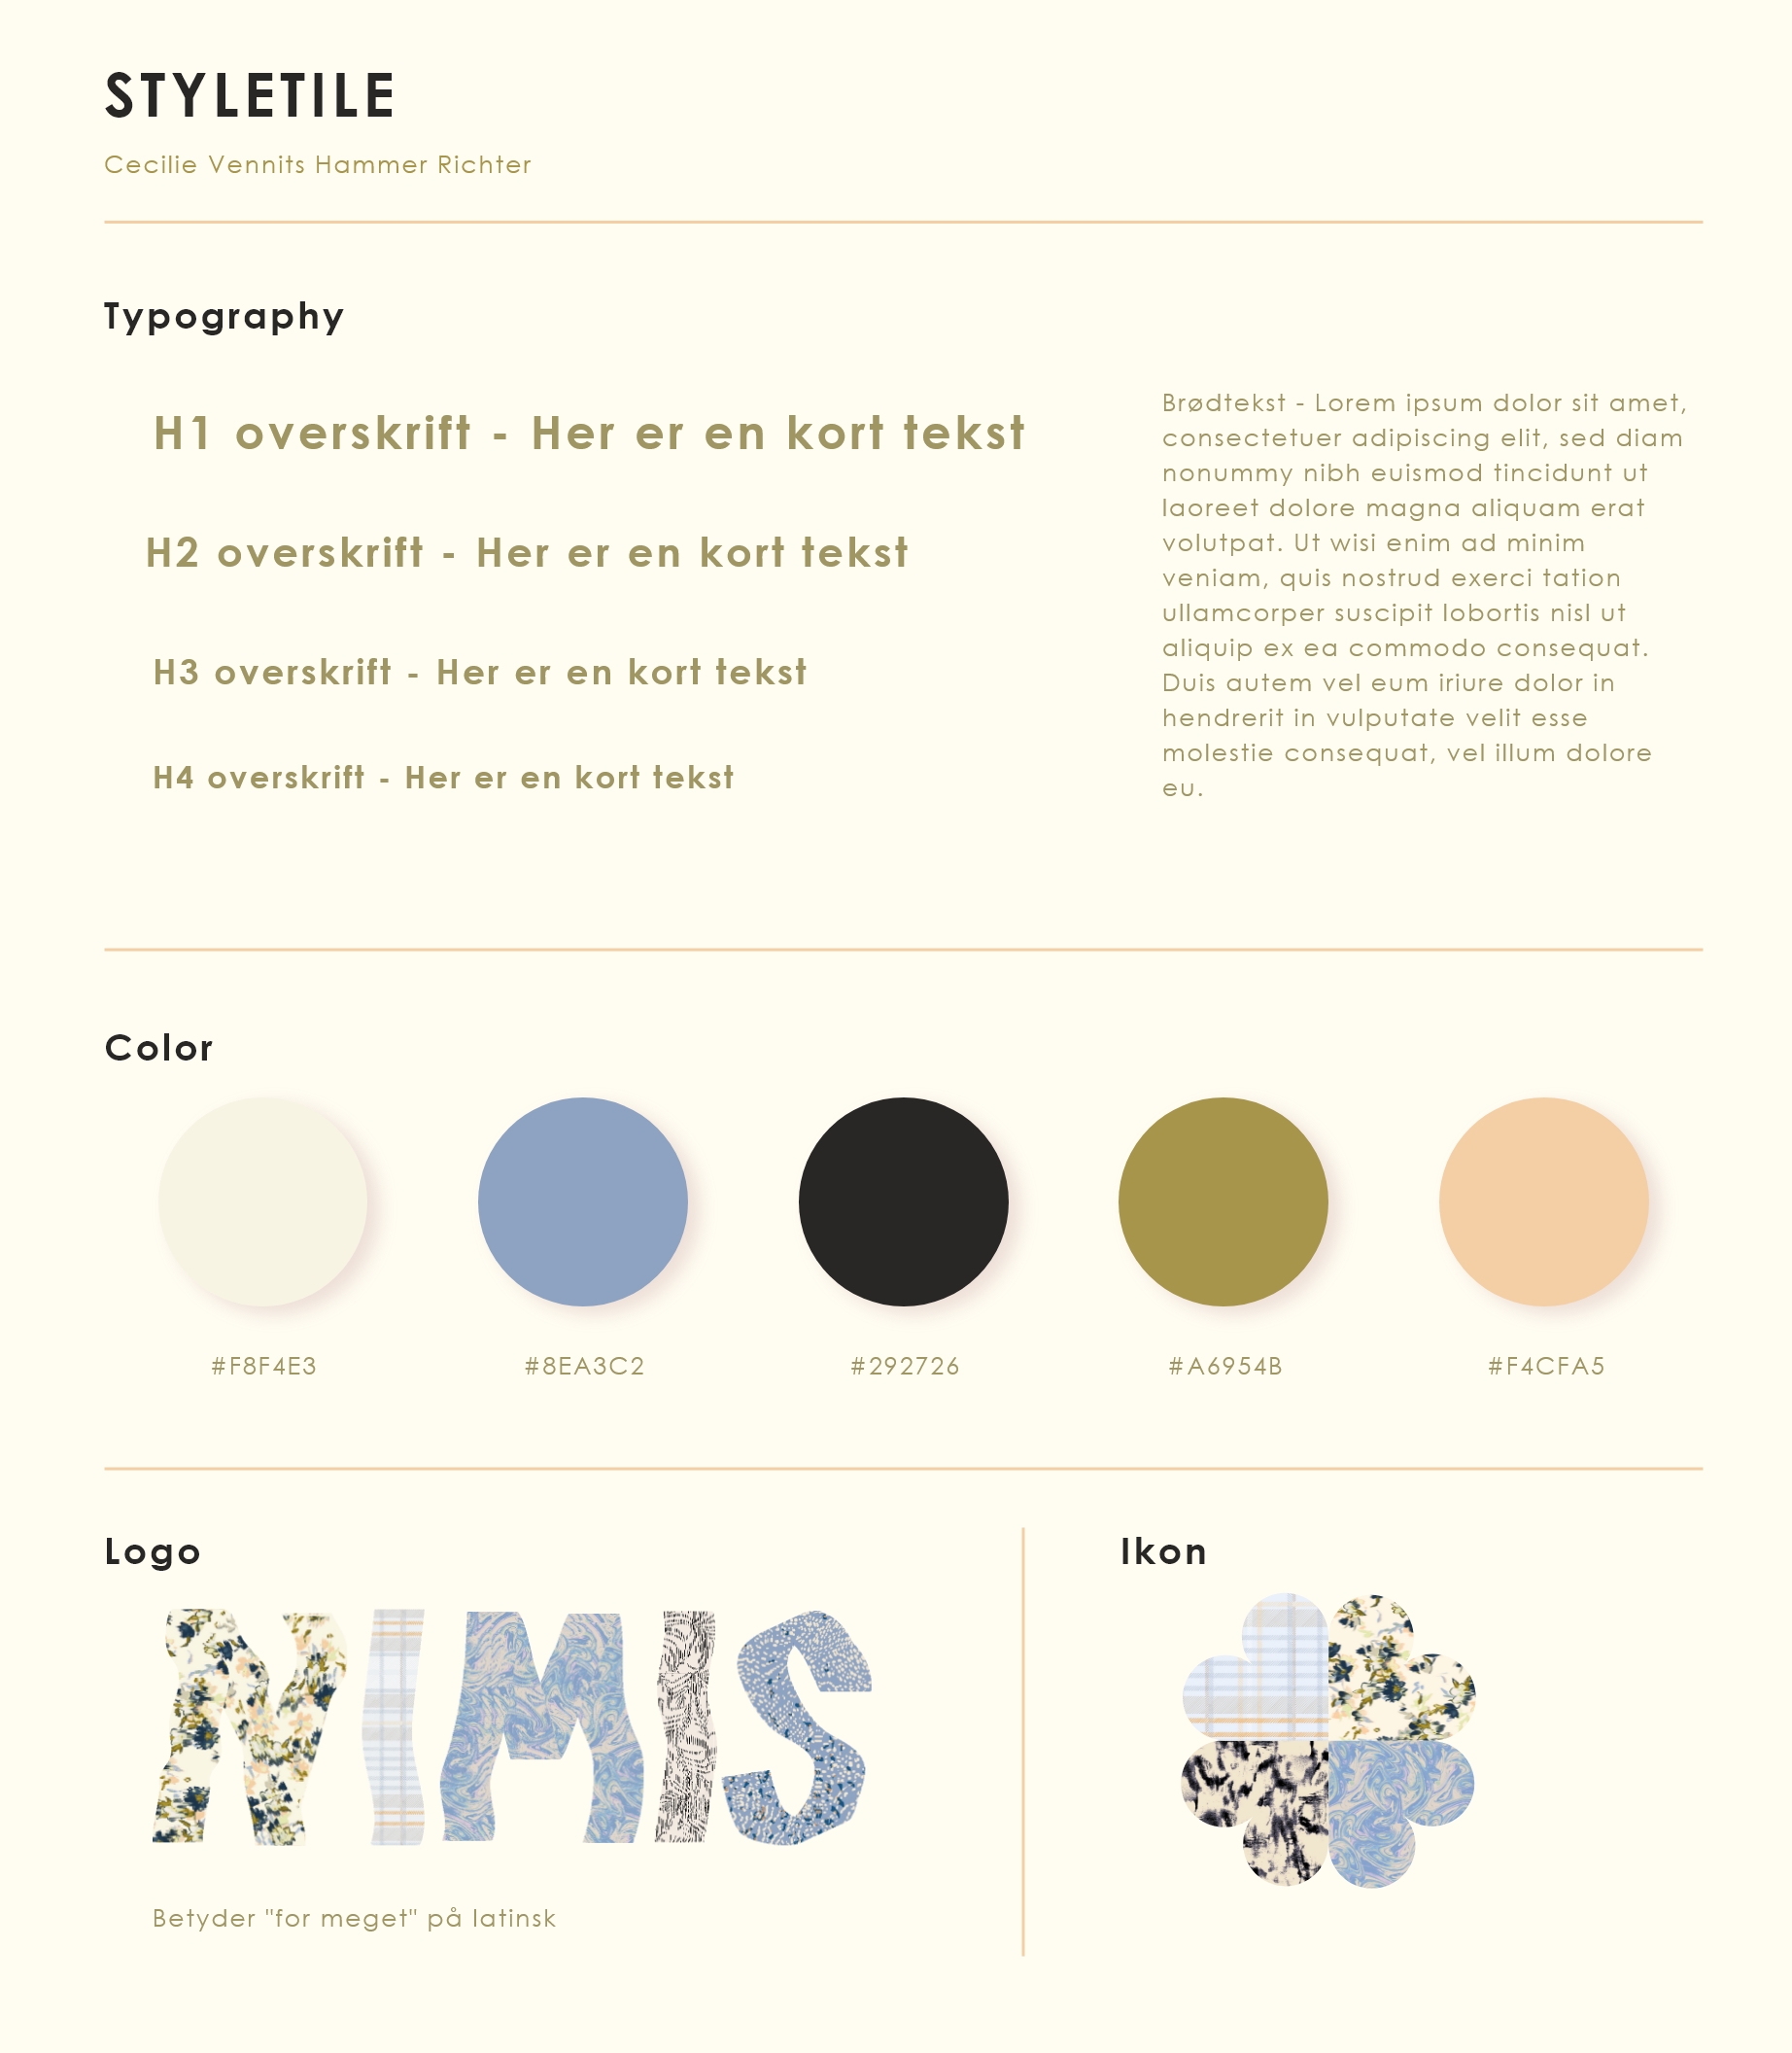 STYLETILE
Cecilie Vennits Hammer Richter
Typography
H1 overskrift - Her er en kort tekst
H2 overskrift - Her er en kort tekst
H3 overskrift - Her er en kort tekst
H4 overskrift - Her er en kort tekst
Brødtekst - Lorem ipsum dolor sit amet,
consectetuer adipiscing elit, sed diam
nonummy nibh euismod tincidunt ut
laoreet dolore magna aliquam erat
volutpat. Ut wisi enim ad minim
veniam, quis nostrud exerci tation
ullamcorper suscipit lobortis nisl ut
aliquip ex ea commodo consequat.
Duis autem vel eum iriure dolor in
hendrerit in vulputate velit esse
molestie consequat, vel illum dolore
eu.
Color
#F8F4E3
#8EA3C2
#292726
#A6954B
#F4CFA5
Logo
NIMIS
Betyder "for meget" på latinsk
Ikon